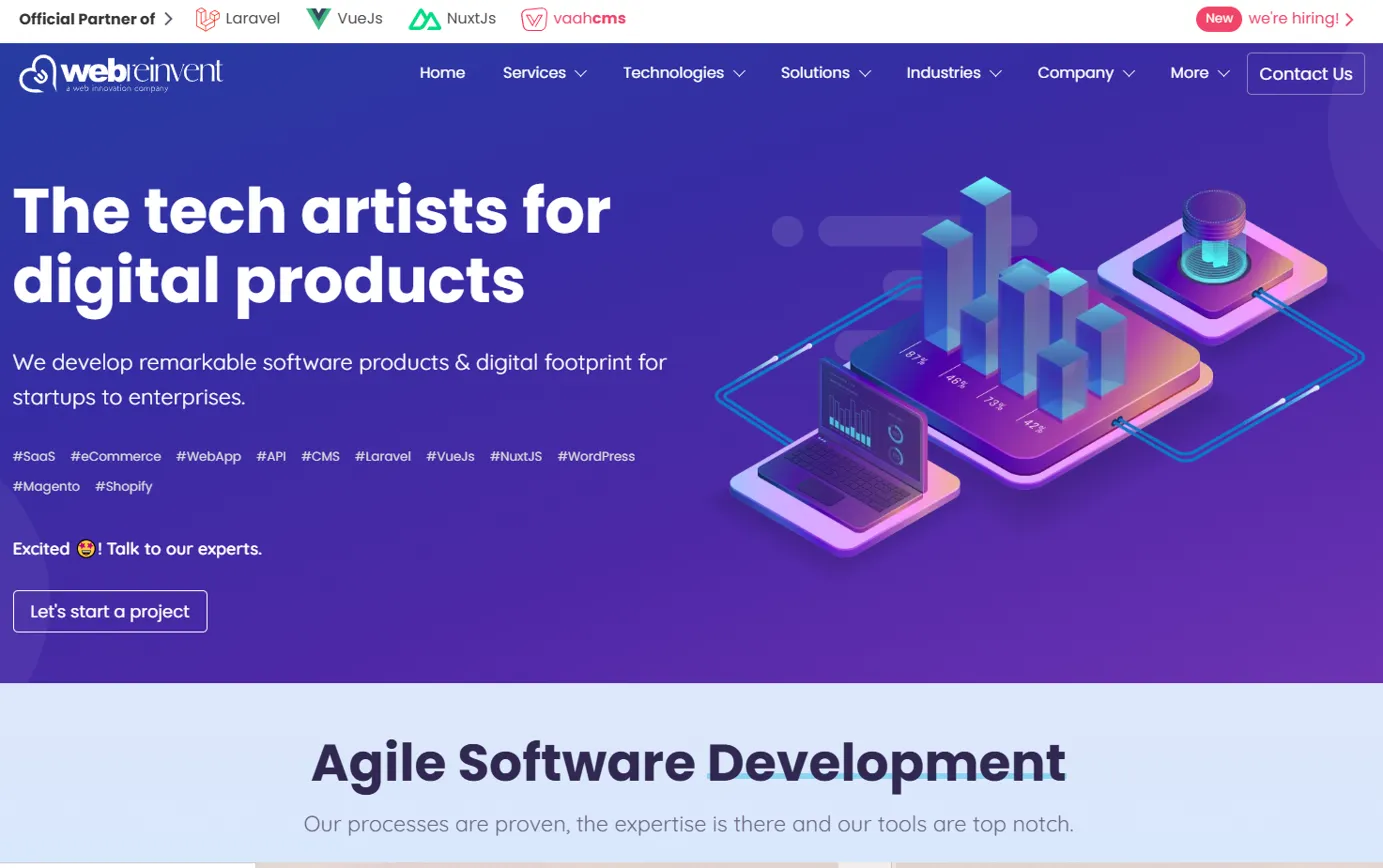 Official Partner of
Laravel
VueJs
NuxtJs
vaahcms
New
we're hiring!
webreinvent
a web innovation company
Home
Services
Technologies
Solutions
Industries
Company
More
Contact Us
The tech artists for
digital products
We develop remarkable software products & digital footprint for
startups to enterprises.
#SaaS #eCommerce #WebApp #API #CMS #Laravel #VueJs #NuxtJS #WordPress
#Magento #Shopify
87%
46%
73%
42%
Excited 🤩! Talk to our experts.
Let's start a project
Agile Software Development
Our processes are proven, the expertise is there and our tools are top notch.